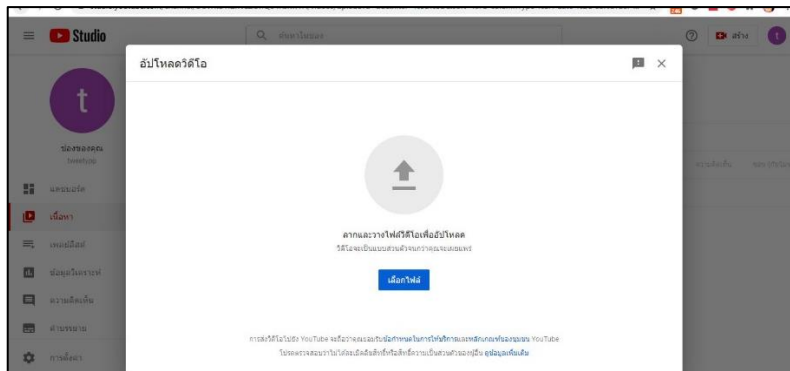 Studio
ค้นหาในช่อง
สร้าง
t
อัปโหลดวิดีโอ
t
ช่องของคุณ
tweetypp
แดชบอร์ด
เนื้อหา
เพลย์ลิสต์
ข้อมูลวิเคราะห์
ความคิดเห็น
คำบรรยาย
การตั้งค่า
ลากและวางไฟล์วิดีโอเพื่ออัปโหลด
วิดีโอจะเป็นแบบส่วนตัวจนกว่าคุณจะเผยแพร่
เลือกไฟล์
การส่งวิดีโอไปยัง YouTube จะถือว่าคุณยอมรับข้อกำหนดในการให้บริการและหลักเกณฑ์ของชุมชน YouTube
โปรดตรวจสอบว่าไม่ได้ละเมิดลิขสิทธิ์หรือสิทธิ์ความเป็นส่วนตัวของผู้อื่น ดูข้อมูลเพิ่มเติม
ความคิดเห็น